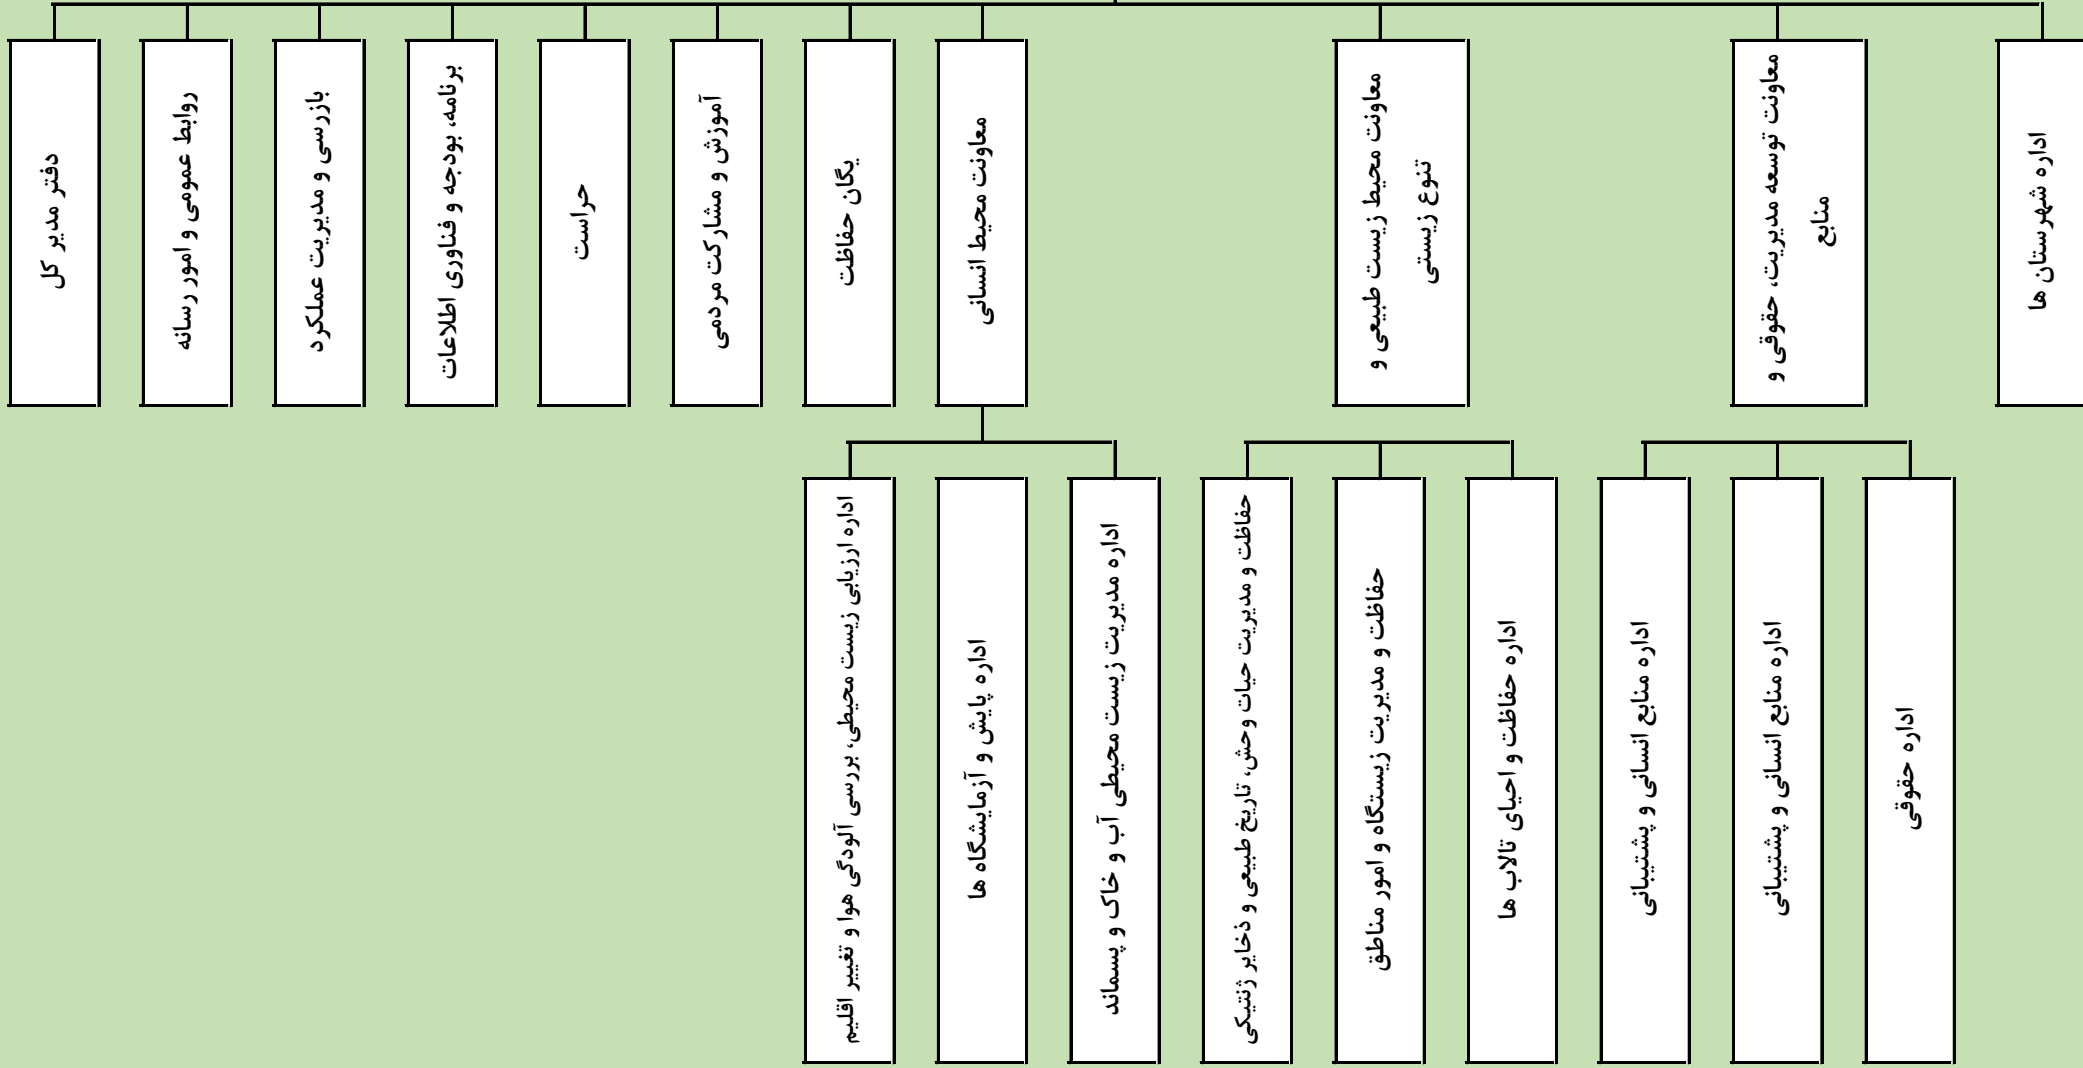 دفتر مدیر کل
روابط عمومی و امور رسانه
بازرسی و مدیریت عملکرد
برنامه، بودجه و فناوری اطلاعات
حراست
آموزش و مشارکت مردمی
یگان حفاظت
معاونت محیط انسانی
معاونت محیط زیست طبیعی و
تنوع زیستی
معاونت توسعه مدیریت، حقوقی و
منابع
اداره شهرستان ها
اداره ارزیابی زیست محیطی، بررسی آلودگی هوا و تغییر اقلیم
اداره پایش و آزمایشگاه ها
اداره مدیریت زیست محیطی آب و خاک و پسماند
حفاظت و مدیریت حیات وحش، تاریخ طبیعی و ذخایر ژنتیکی
حفاظت و مدیریت زیستگاه و امور مناطق
اداره حفاظت و احیای تالاب ها
اداره منابع انسانی و پشتیبانی
اداره منابع انسانی و پشتیبانی
اداره حقوقی